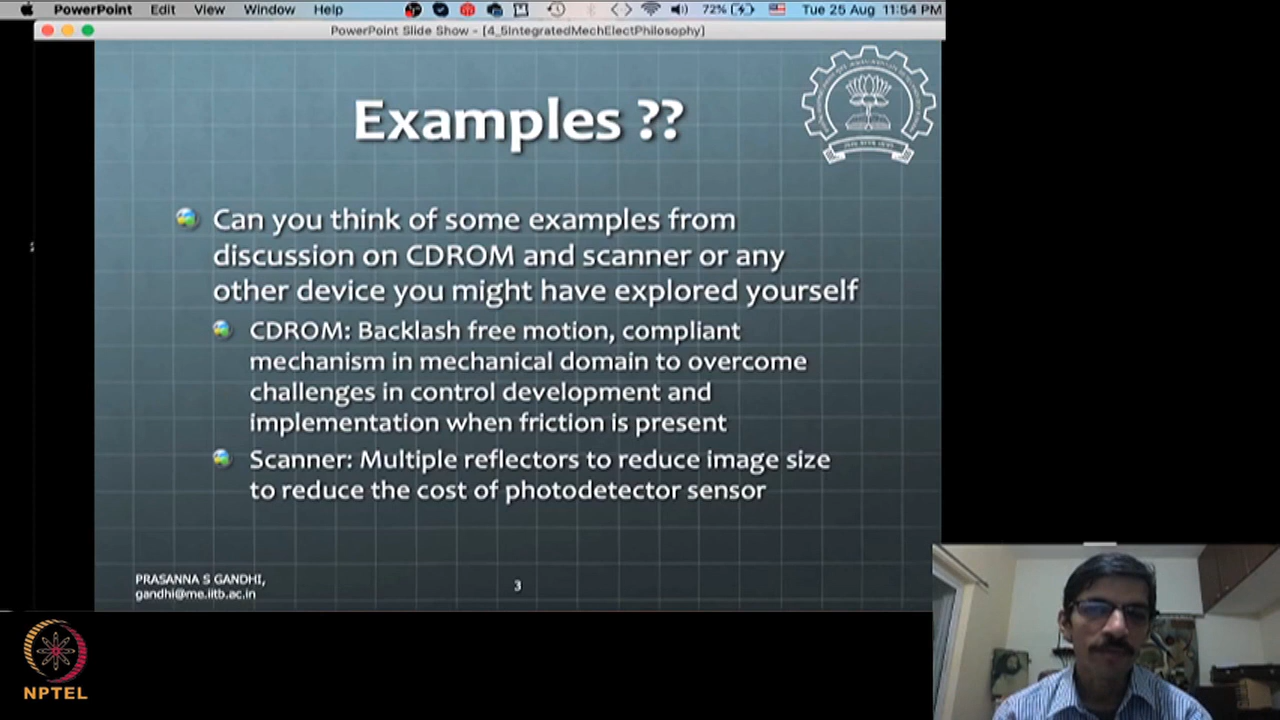 PowerPoint Edit View Window Help 72% Tue 25 Aug 11:54 PM
PowerPoint Slide Show - [4_5IntegratedMechElectPhilosophy]
Examples ??
Can you think of some examples from
discussion on CDROM and scanner or any
other device you might have explored yourself
CDROM: Backlash free motion, compliant
mechanism in mechanical domain to overcome
challenges in control development and
implementation when friction is present
Scanner: Multiple reflectors to reduce image size
to reduce the cost of photodetector sensor
PRASANNA S GANDHI,
gandhi@me.iitb.ac.in
3
NPTEL